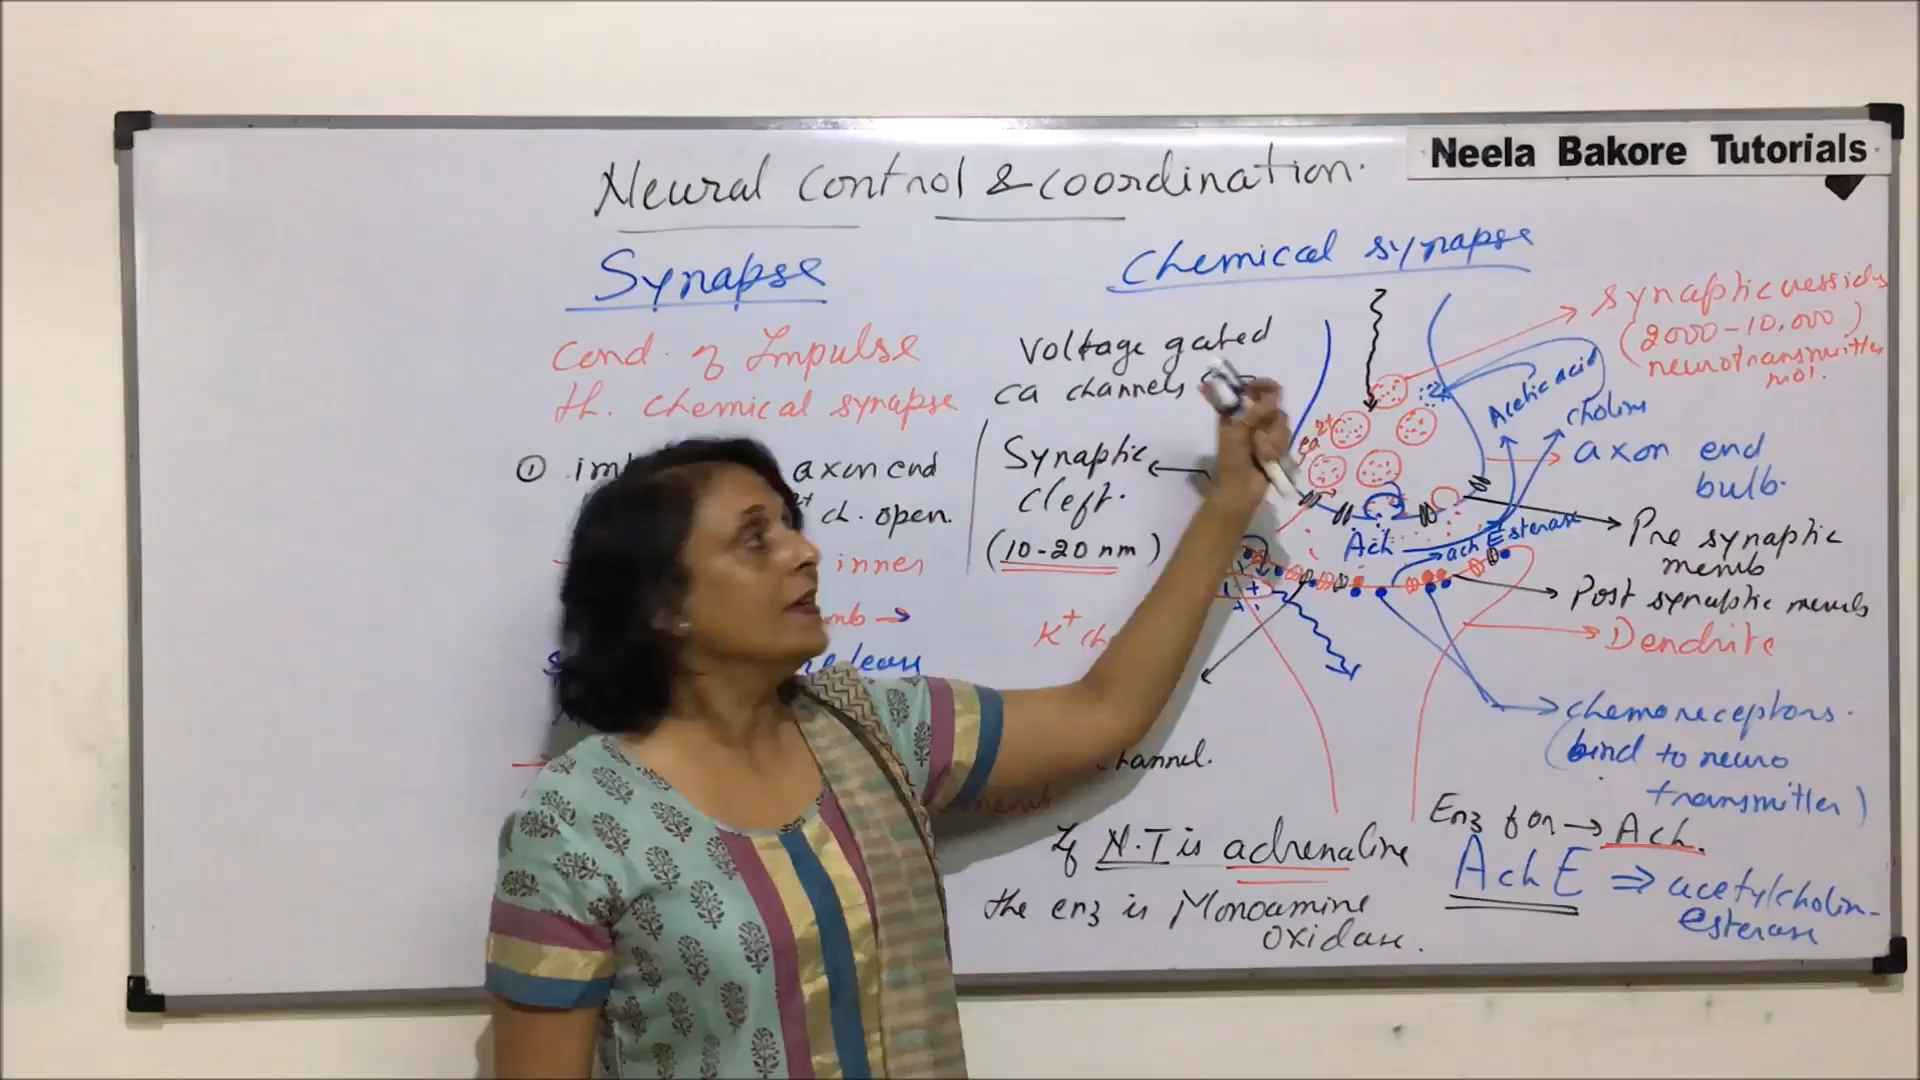 Neela Bakore Tutorials
Neural control & coordination.
Synapse
Cond. of Impulse
th. chemical synapse
① axon end
ch. open.
inner
release
Chemical synapse
Voltage gated
ca channels
Synaptic
cleft.
(10-20 nm)
K+
channel.
If N.T is adrenaline
the enz is Monoamine
oxidase.
synaptic vessicles
(2000-10,000)
neurotransmitter
mol.
Acetic acid
cholin
axon end
bulb.
Ca2+
Ach
ach Esterase
Pre synaptic
memb
Post synaptic memb
Dendrite
chemoreceptors.
(bind to neuro
transmitter)
Enz for → Ach.
AchE ⇒ acetylcholin-
esterase